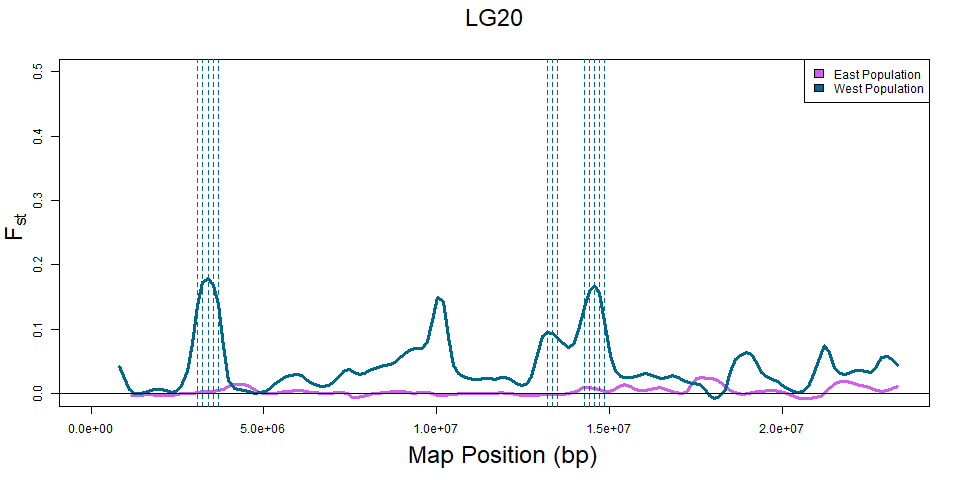 LG20
East Population
West Population
0.5
0.4
0.3
0.2
0.1
0.0
Fst
0.0e+00 5.0e+06 1.0e+07 1.5e+07 2.0e+07
Map Position (bp)